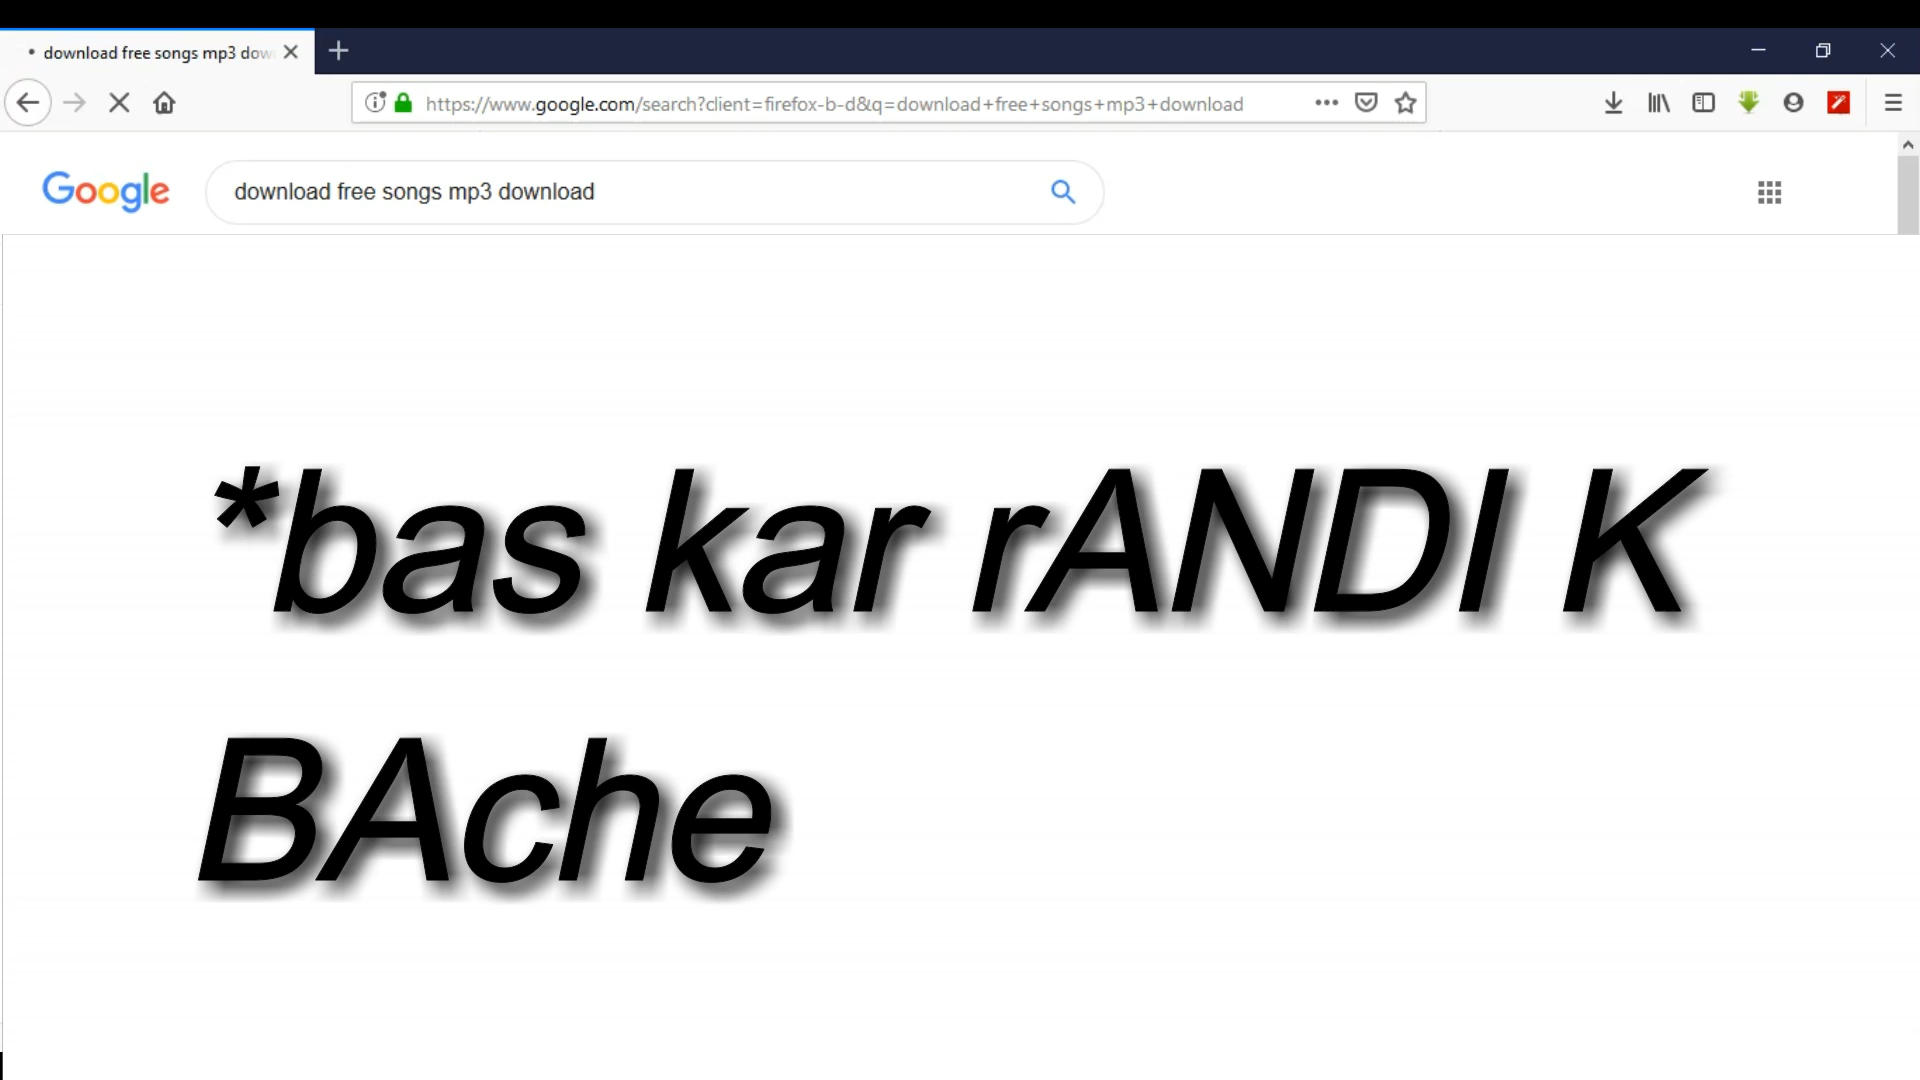 download free songs mp3 dow
https://www.google.com/search?client=firefox-b-d&q=download+free+songs+mp3+download
Google
download free songs mp3 download
*bas kar rANDI K
BAche